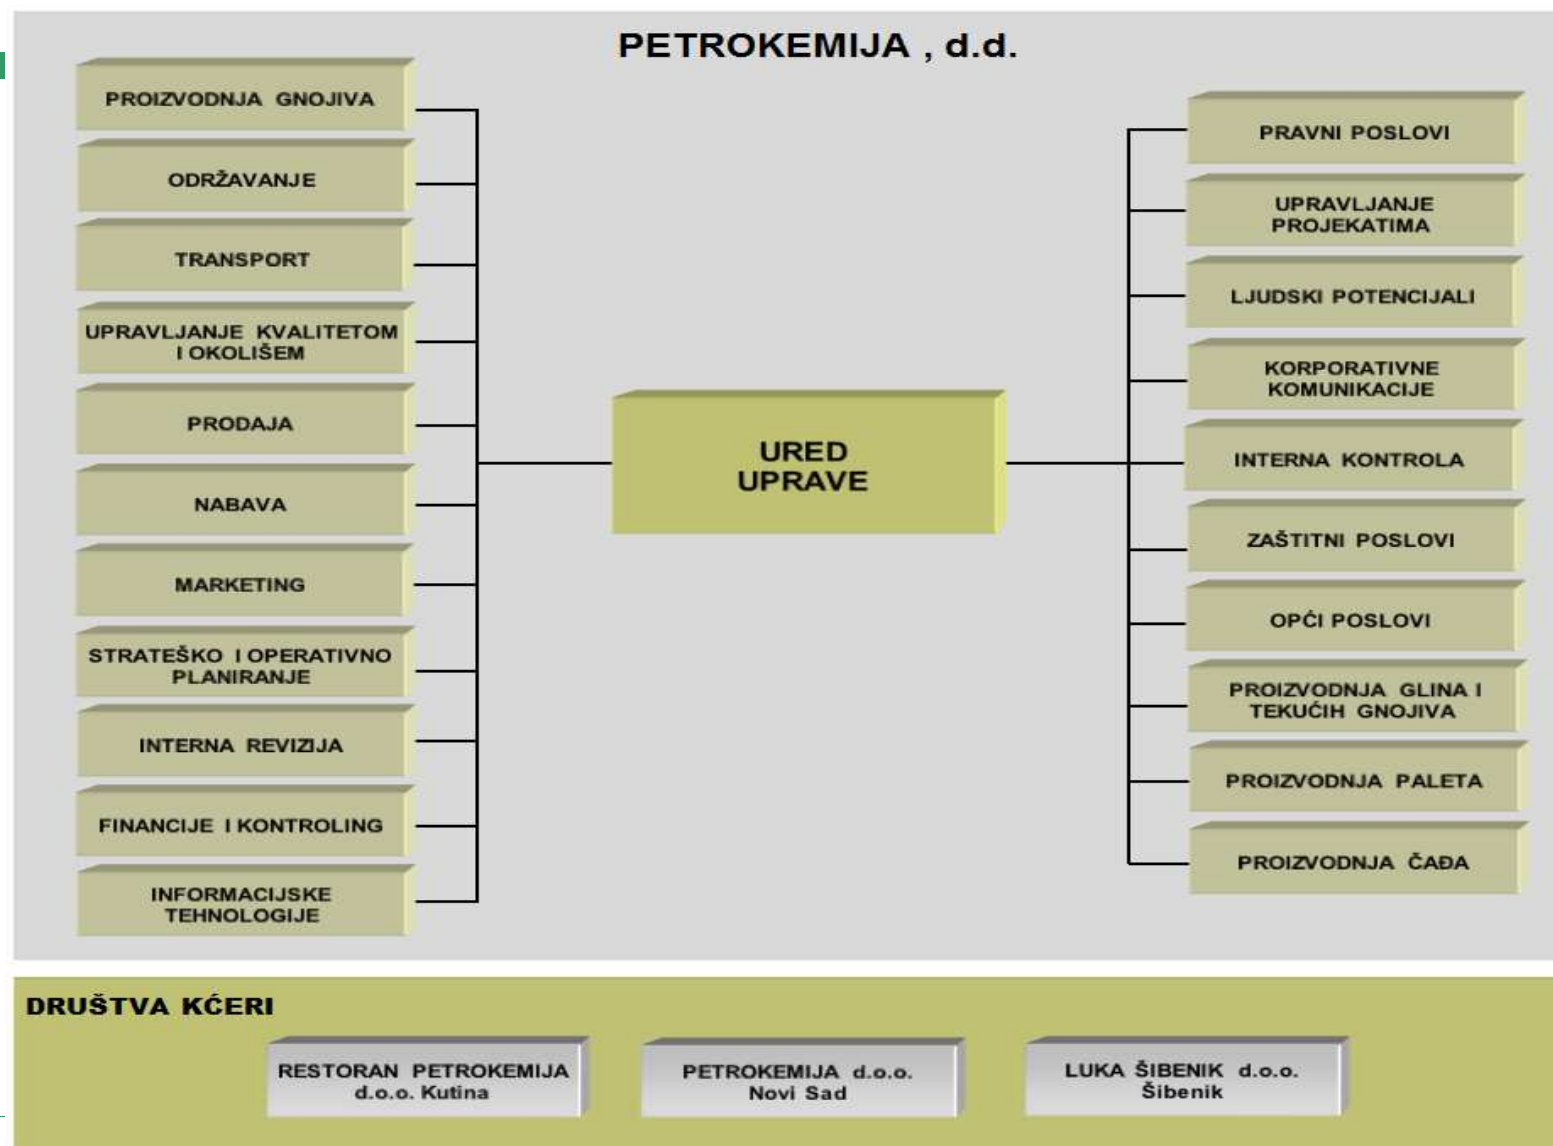 PETROKEMIJA , d.d.
PROIZVODNJA GNOJIVA
ODRŽAVANJE
TRANSPORT
UPRAVLJANJE KVALITETOM
I OKOLIŠEM
PRODAJA
NABAVA
MARKETING
STRATEŠKO I OPERATIVNO
PLANIRANJE
INTERNA REVIZIJA
FINANCIJE I KONTROLING
INFORMACIJSKE
TEHNOLOGIJE
URED
UPRAVE
PRAVNI POSLOVI
UPRAVLJANJE
PROJEKATIMA
LJUDSKI POTENCIJALI
KORPORATIVNE
KOMUNIKACIJE
INTERNA KONTROLA
ZAŠTITNI POSLOVI
OPĆI POSLOVI
PROIZVODNJA GLINA I
TEKUĆIH GNOJIVA
PROIZVODNJA PALETA
PROIZVODNJA ČAĐA
DRUŠTVA KĆERI
RESTORAN PETROKEMIJA
d.o.o. Kutina
PETROKEMIJA d.o.o.
Novi Sad
LUKA ŠIBENIK d.o.o.
Šibenik